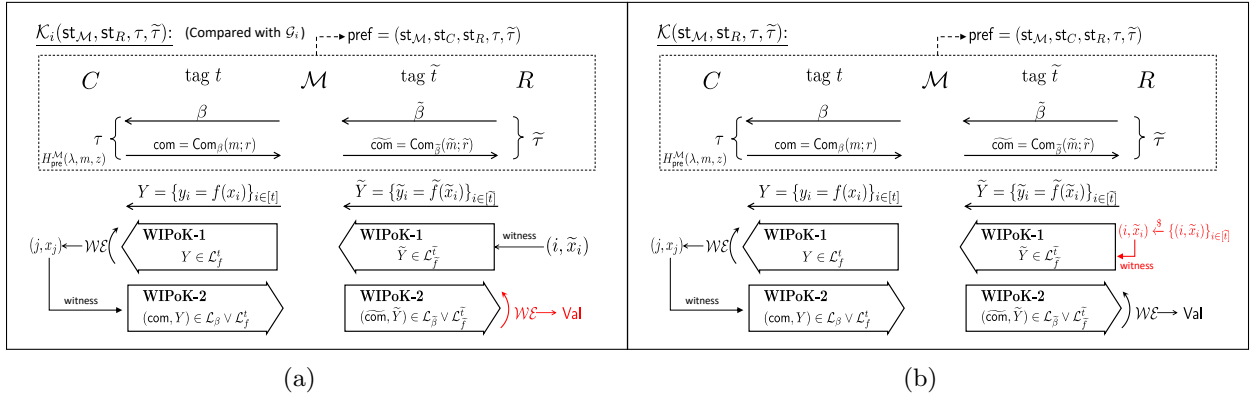 𝒦ᵢ(st_ℳ, st_R, τ, τ̃): (Compared with 𝒢ᵢ) pref = (st_ℳ, st_C, st_R, τ, τ̃)
C tag t ℳ tag t̃ R
β β̃
τ τ̃
com = Com_β(m; r) c͠om = Com_β̃(m̃; r̃)
H^ℳ_pre(λ, m, z)
Y = {y_i = f(x_i)}_{i∈[t]} Ỹ = {ỹ_i = f̃(x̃_i)}_{i∈[t̃]}
WIPoK-1 WIPoK-1 witness
(j, x_j) 𝒲ℰ Y ∈ ℒ^t_f Ỹ ∈ ℒ^t̃_f̃ (i, x̃_i)
witness WIPoK-2 WIPoK-2
(com, Y) ∈ ℒ_β ∨ ℒ^t_f (c͠om, Ỹ) ∈ ℒ_β̃ ∨ ℒ^t̃_f̃ 𝒲ℰ Val
(a)
𝒦(st_ℳ, st_R, τ, τ̃): pref = (st_ℳ, st_C, st_R, τ, τ̃)
C tag t ℳ tag t̃ R
β β̃
τ τ̃
com = Com_β(m; r) c͠om = Com_β̃(m̃; r̃)
H^ℳ_pre(λ, m, z)
Y = {y_i = f(x_i)}_{i∈[t]} Ỹ = {ỹ_i = f̃(x̃_i)}_{i∈[t̃]}
WIPoK-1 WIPoK-1 (i, x̃_i) ←$ {(i, x̃_i)}_{i∈[t̃]}
(j, x_j) 𝒲ℰ Y ∈ ℒ^t_f Ỹ ∈ ℒ^t̃_f̃ witness
witness WIPoK-2 WIPoK-2
(com, Y) ∈ ℒ_β ∨ ℒ^t_f (c͠om, Ỹ) ∈ ℒ_β̃ ∨ ℒ^t̃_f̃ 𝒲ℰ Val
(b)